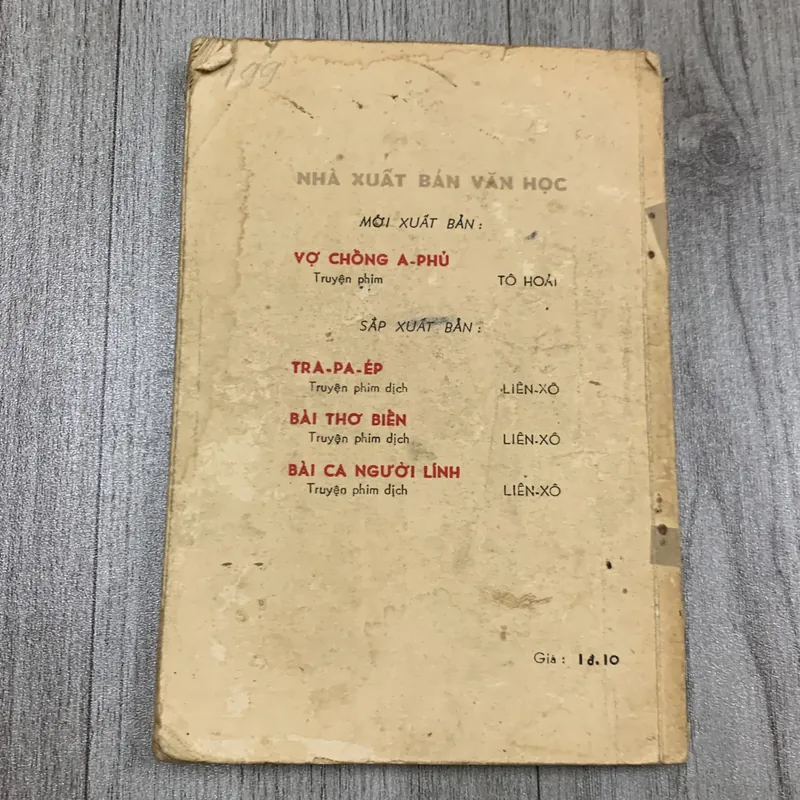 199
NHÀ XUẤT BẢN VĂN HỌC
MỚI XUẤT BẢN :
VỢ CHỒNG A-PHỦ
Truyện phim TÔ HOÀI
SẮP XUẤT BẢN :
TRA-PA-ÉP
Truyện phim dịch LIÊN-XÔ
BÀI THƠ BIỂN
Truyện phim dịch LIÊN-XÔ
BÀI CA NGƯỜI LÍNH
Truyện phim dịch LIÊN-XÔ
Giá : 1đ.10